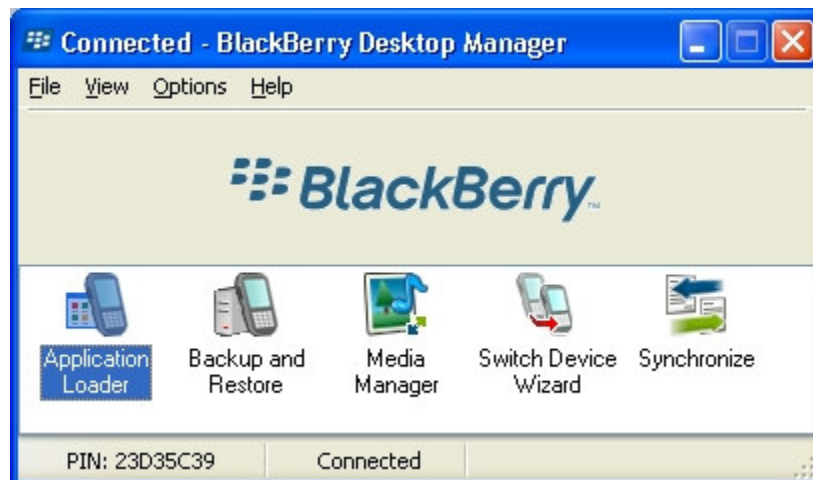 Connected - BlackBerry Desktop Manager
File View Options Help
BlackBerry™
Application Loader
Backup and Restore
Media Manager
Switch Device Wizard
Synchronize
PIN: 23D35C39 Connected